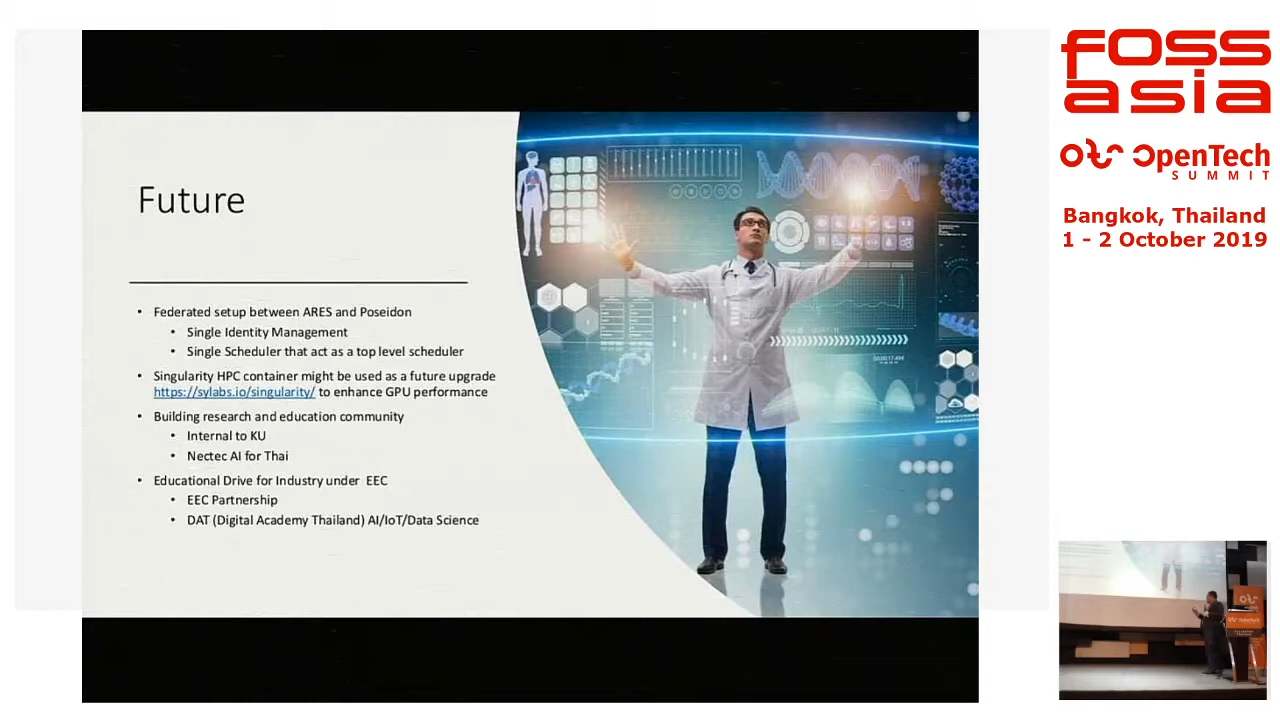 Future
• Federated setup between ARES and Poseidon
• Single Identity Management
• Single Scheduler that act as a top level scheduler
• Singularity HPC container might be used as a future upgrade
https://sylabs.io/singularity/ to enhance GPU performance
• Building research and education community
• Internal to KU
• Nectec AI for Thai
• Educational Drive for Industry under EEC
• EEC Partnership
• DAT (Digital Academy Thailand) AI/IoT/Data Science
foss
asia
OpenTech
SUMMIT
Bangkok, Thailand
1 - 2 October 2019